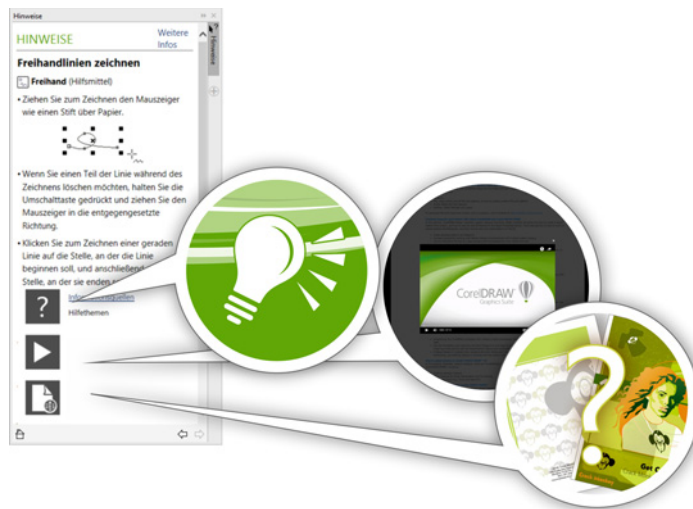 Hinweise
HINWEISE
Weitere
Infos
Hinweise
Freihandlinien zeichnen
Freihand (Hilfsmittel)
• Ziehen Sie zum Zeichnen den Mauszeiger
wie einen Stift über Papier.
• Wenn Sie einen Teil der Linie während des
Zeichnens löschen möchten, halten Sie die
Umschalttaste gedrückt und ziehen Sie den
Mauszeiger in die entgegengesetzte
Richtung.
• Klicken Sie zum Zeichnen einer geraden
Linie auf die Stelle, an der die Linie
beginnen soll, und anschließend
Stelle, an der sie enden
?
Hilfethemen
CorelDRAW
Graphics Suite
?
Get